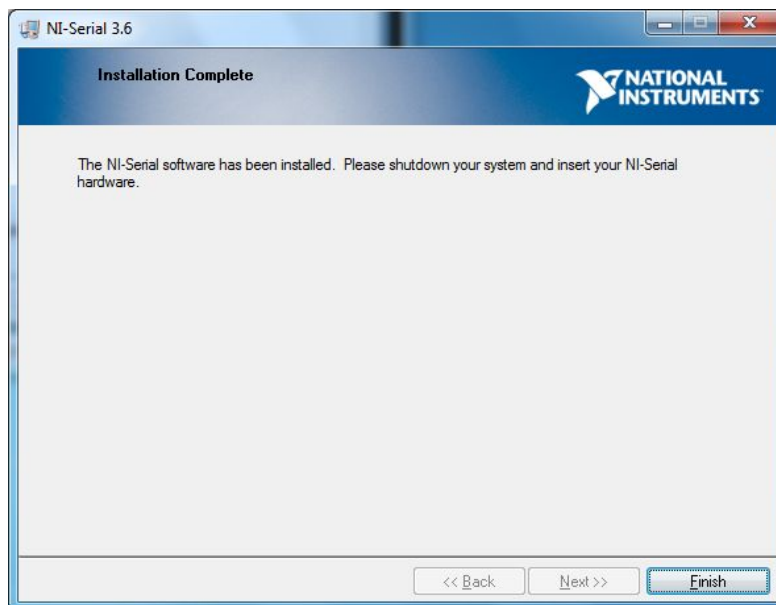 NI-Serial 3.6
Installation Complete
NATIONAL
INSTRUMENTS
The NI-Serial software has been installed.  Please shutdown your system and insert your NI-Serial
hardware.
<< Back
Next >>
Finish